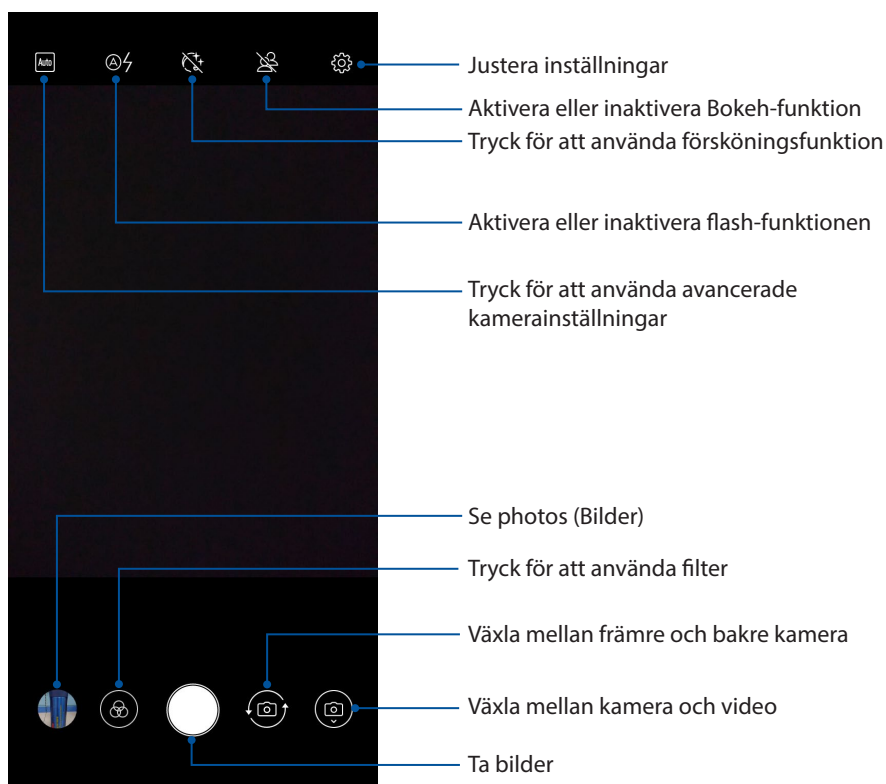 Auto
A
Justera inställningar
Aktivera eller inaktivera Bokeh-funktion
Tryck för att använda försköningsfunktion
Aktivera eller inaktivera flash-funktionen
Tryck för att använda avancerade
kamerainställningar
Se photos (Bilder)
Tryck för att använda filter
Växla mellan främre och bakre kamera
Växla mellan kamera och video
Ta bilder